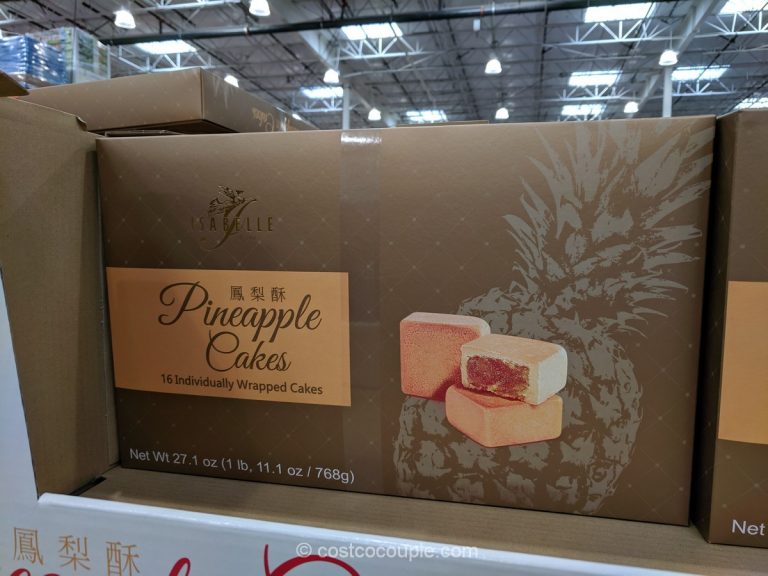 Cakes
ISABELLE
鳳梨酥
Pineapple
Cakes
16 Individually Wrapped Cakes
Net Wt 27.1 oz (1 lb, 11.1 oz / 768g)
Net
鳳梨酥
© costcocouple.com